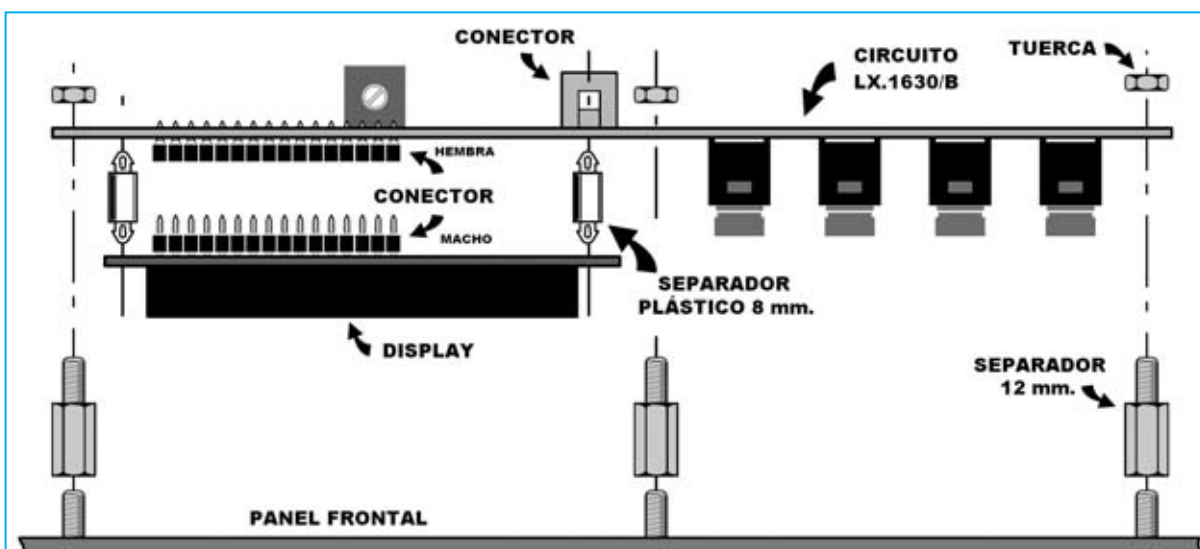 CONECTOR
TUERCA
CIRCUITO
LX.1630/B
HEMBRA
CONECTOR
MACHO
SEPARADOR
PLÁSTICO 8 mm.
DISPLAY
SEPARADOR
12 mm.
PANEL FRONTAL